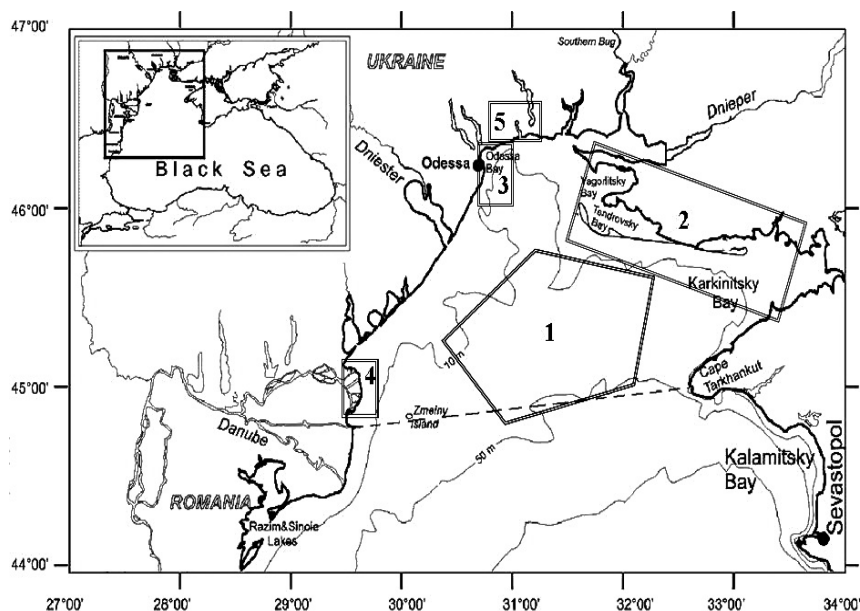 47°00'
46°00'
45°00'
44°00'
27°00'
28°00'
29°00'
30°00'
31°00'
32°00'
33°00'
34°00'
Black Sea
UKRAINE
Southern Bug
Dnieper
5
Odessa
Odassa
Bay
3
Dniester
Yagorlitsky
Bay
Tendrovsky
Bay
2
Karkinitsky
Bay
1
10 m
4
Cape
Tarkhankut
Zmeiny
island
Danube
50 m
Kalamitsky
Bay
Sevastopol
ROMANIA
Razim&Sinoie
Lakes